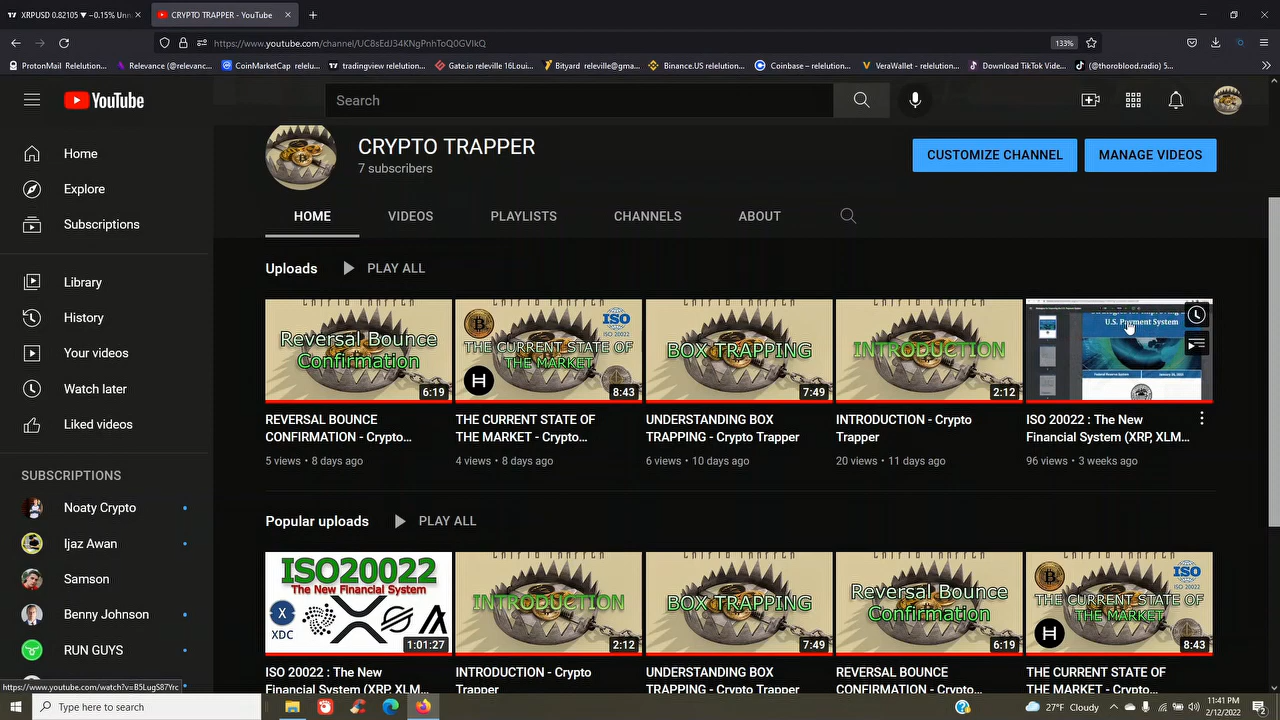 XRPUSD 0.82105 ▼ −0.15% Unn
CRYPTO TRAPPER - YouTube
https://www.youtube.com/channel/UC8sEdJ34KNgPnhToQ0GVIkQ
133%
ProtonMail Relelution...
Relevance (@relevanc...
CoinMarketCap relelu...
tradingview relelution...
Gate.io releville 16Loui...
Bityard releville@gma...
Binance.US relelution...
Coinbase – relelution...
VeraWallet - relelution...
Download TikTok Vide...
(@thoroblood.radio) 5...
YouTube
Search
Home
Explore
Subscriptions
Library
History
Your videos
Watch later
Liked videos
SUBSCRIPTIONS
Noaty Crypto
Ijaz Awan
Samson
Benny Johnson
RUN GUYS
CRYPTO TRAPPER
7 subscribers
CUSTOMIZE CHANNEL
MANAGE VIDEOS
HOME
VIDEOS
PLAYLISTS
CHANNELS
ABOUT
Uploads
PLAY ALL
Reversal Bounce
Confirmation
6:19
REVERSAL BOUNCE
CONFIRMATION - Crypto...
5 views • 8 days ago
ISO
ISO 20022
THE CURRENT STATE OF
THE MARKET
8:43
THE CURRENT STATE OF
THE MARKET - Crypto...
4 views • 8 days ago
BOX TRAPPING
7:49
UNDERSTANDING BOX
TRAPPING - Crypto Trapper
6 views • 10 days ago
INTRODUCTION
2:12
INTRODUCTION - Crypto
Trapper
20 views • 11 days ago
U.S. Payment System
ISO 20022 : The New
Financial System (XRP, XLM...
96 views • 3 weeks ago
Popular uploads
PLAY ALL
ISO20022
The New Financial System
XDC
1:01:27
ISO 20022 : The New
Financial System (XRP, XLM...
INTRODUCTION
2:12
INTRODUCTION - Crypto
Trapper
BOX TRAPPING
7:49
UNDERSTANDING BOX
TRAPPING - Crypto Trapper
Reversal Bounce
Confirmation
6:19
REVERSAL BOUNCE
CONFIRMATION - Crypto...
ISO
ISO 20022
THE CURRENT STATE OF
THE MARKET
8:43
THE CURRENT STATE OF
THE MARKET - Crypto...
https://www.youtube.com/watch?v=B5LugS87Yrc
Type here to search
27°F Cloudy
11:41 PM
2/12/2022